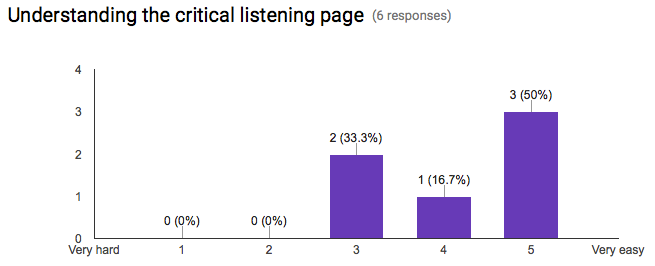 Understanding the critical listening page (6 responses)
4
3 (50%)
3
2 (33.3%)
2
1 (16.7%)
1
0 (0%) 0 (0%)
0
Very hard 1 2 3 4 5 Very easy